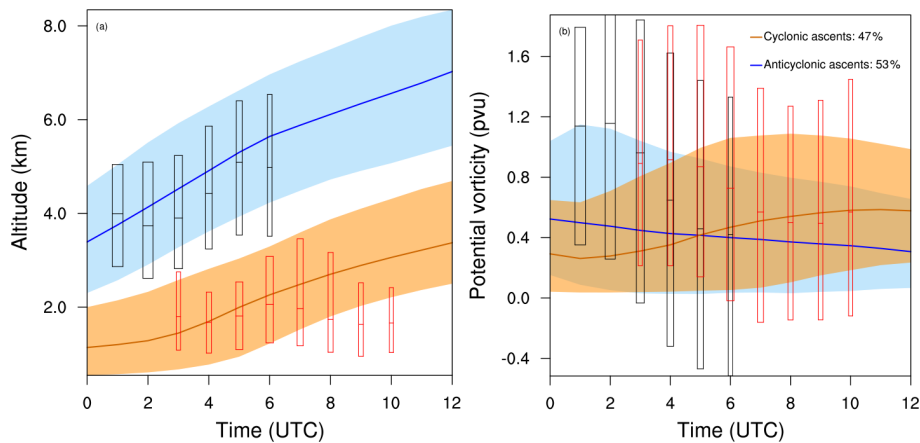 (a)
8.0
6.0
4.0
2.0
Altitude (km)
0 2 4 6 8 10 12
Time (UTC)
(b)
Cyclonic ascents: 47%
Anticyclonic ascents: 53%
1.6
1.2
0.8
0.4
0.0
-0.4
Potential vorticity (pvu)
0 2 4 6 8 10 12
Time (UTC)